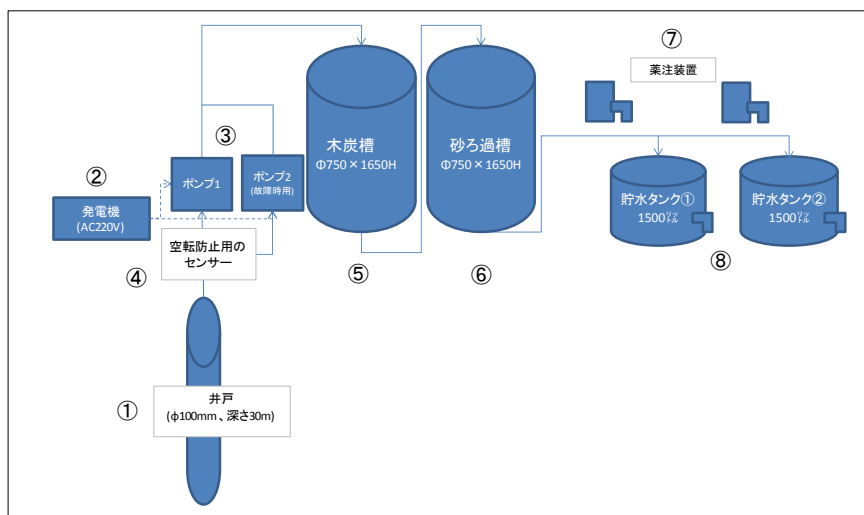 ⑦
薬注装置
木炭槽
Φ750×1650H
砂ろ過槽
Φ750×1650H
③
②
ポンプ1
ポンプ2
(故障時用)
発電機
(AC220V)
貯水タンク①
1500㍑
貯水タンク②
1500㍑
④
空転防止用の
センサー
⑤
⑥
⑧
①
井戸
(φ100mm、深さ30m)